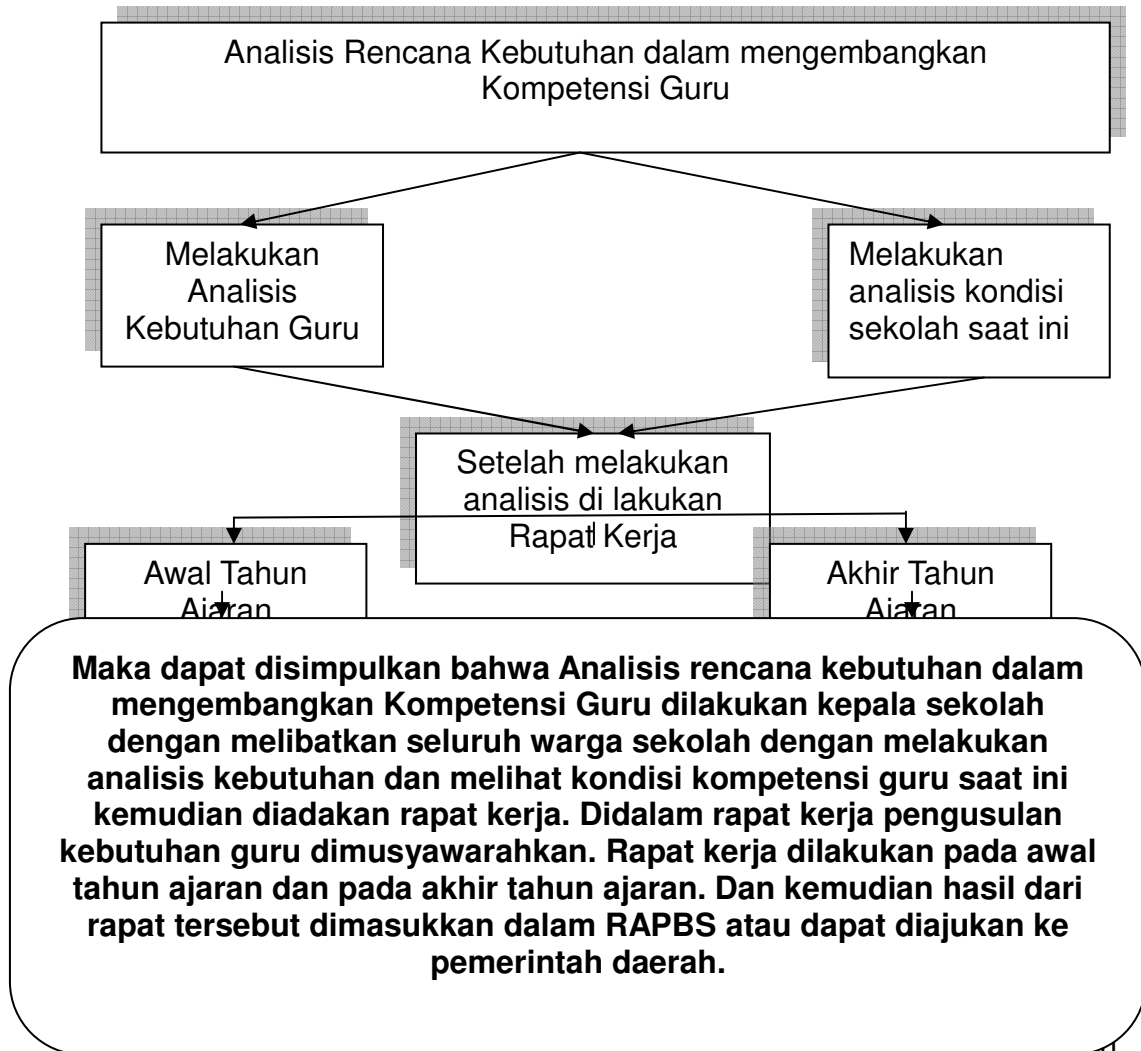 Analisis Rencana Kebutuhan dalam mengembangkan
Kompetensi Guru
Melakukan
Analisis
Kebutuhan Guru
Melakukan
analisis kondisi
sekolah saat ini
Setelah melakukan
analisis di lakukan
Rapat Kerja
Awal Tahun
Ajaran
Akhir Tahun
Ajaran
Maka dapat disimpulkan bahwa Analisis rencana kebutuhan dalam
mengembangkan Kompetensi Guru dilakukan kepala sekolah
dengan melibatkan seluruh warga sekolah dengan melakukan
analisis kebutuhan dan melihat kondisi kompetensi guru saat ini
kemudian diadakan rapat kerja. Didalam rapat kerja pengusulan
kebutuhan guru dimusyawarahkan. Rapat kerja dilakukan pada awal
tahun ajaran dan pada akhir tahun ajaran. Dan kemudian hasil dari
rapat tersebut dimasukkan dalam RAPBS atau dapat diajukan ke
pemerintah daerah.